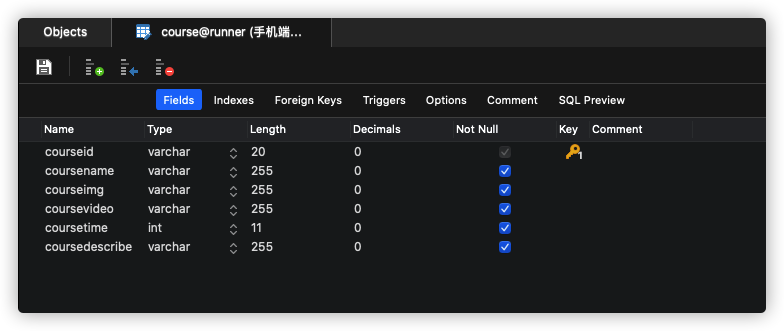 Objects course@runner (手机端...
Fields Indexes Foreign Keys Triggers Options Comment SQL Preview
Name Type Length Decimals Not Null Key Comment
courseid varchar 20 0 1
coursename varchar 255 0
courseimg varchar 255 0
coursevideo varchar 255 0
coursetime int 11 0
coursedescribe varchar 255 0